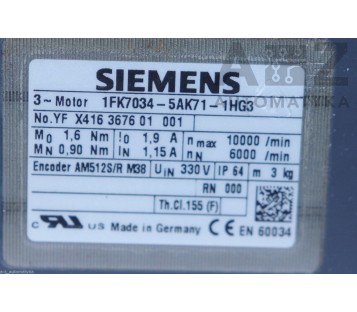 SIEMENS
3~Motor 1FK7034-5AK71-1HG3
No.YF X416 3676 01 001
M0 1,6 Nm I0 1,9 A nmax 10000 /min
MN 0,90 Nm IN 1,15 A nN 6000 /min
Encoder AM512S/R M38 UIN 330 V IP 64 m 3 kg
RN 000
Th.Cl.155 (F)
c RU US Made in Germany CE EN 60034